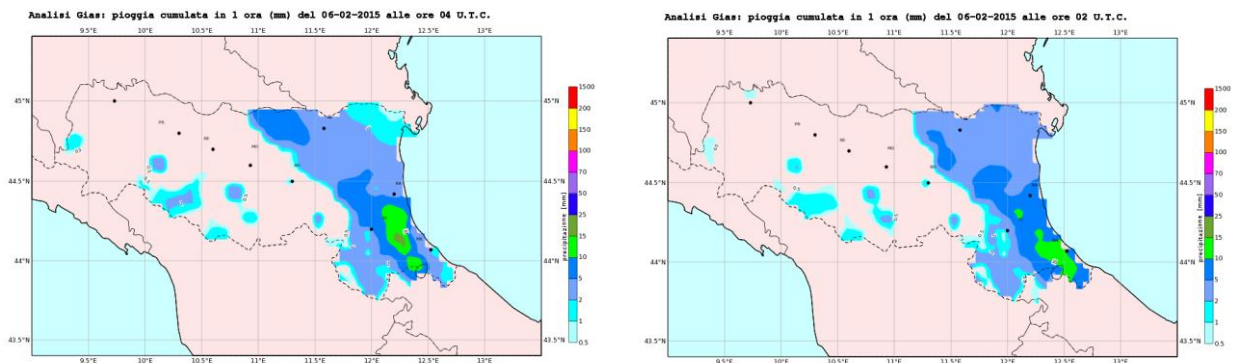 Analisi Gias: pioggia cumulata in 1 ora (mm) del 06-02-2015 alle ore 04 U.T.C.
9.5°E 10°E 10.5°E 11°E 11.5°E 12°E 12.5°E 13°E
45°N
44.5°N
44°N
43.5°N
1500
200
150
100
70
50
25
15
10
5
2
1
0.5
precipitazione [mm]
Analisi Gias: pioggia cumulata in 1 ora (mm) del 06-02-2015 alle ore 02 U.T.C.
9.5°E 10°E 10.5°E 11°E 11.5°E 12°E 12.5°E 13°E
45°N
44.5°N
44°N
43.5°N
1500
200
150
100
70
50
25
15
10
5
2
1
0.5
precipitazione [mm]